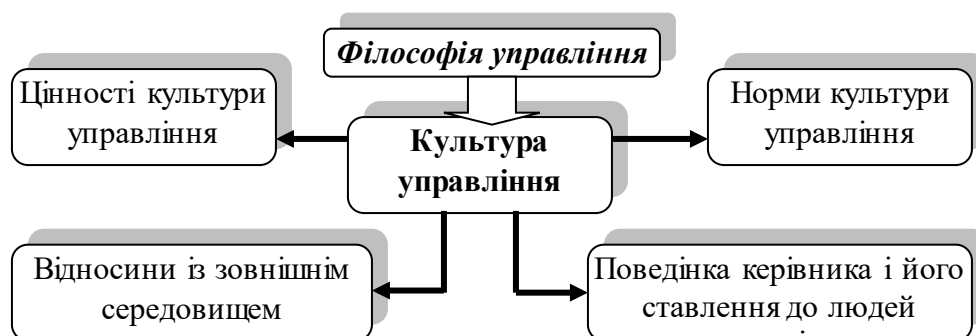 Філософія управління
Цінності культури
управління
Норми культури
управління
Культура
управління
Відносини із зовнішнім
середовищем
Поведінка керівника і його
ставлення до людей